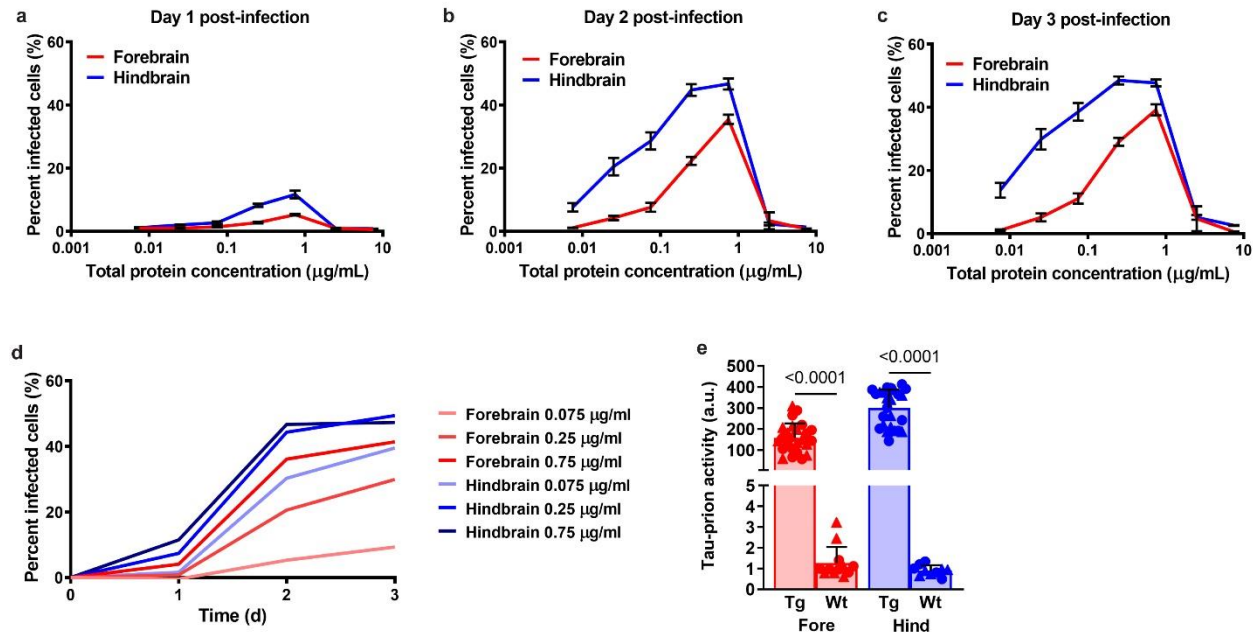 a
Day 1 post-infection
Percent infected cells (%)
60
40
20
0
Forebrain
Hindbrain
0.001 0.01 0.1 1 10
Total protein concentration (μg/mL)
b
Day 2 post-infection
Percent infected cells (%)
60
40
20
0
Forebrain
Hindbrain
0.001 0.01 0.1 1 10
Total protein concentration (μg/mL)
c
Day 3 post-infection
Percent infected cells (%)
60
40
20
0
Forebrain
Hindbrain
0.001 0.01 0.1 1 10
Total protein concentration (μg/mL)
d
Percent infected cells (%)
60
40
20
0
0 1 2 3
Time (d)
Forebrain 0.075 μg/ml
Forebrain 0.25 μg/ml
Forebrain 0.75 μg/ml
Hindbrain 0.075 μg/ml
Hindbrain 0.25 μg/ml
Hindbrain 0.75 μg/ml
e
Tau-prion activity (a.u.)
500
400
300
200
100
5
4
3
2
1
0
<0.0001
<0.0001
Tg Wt Tg Wt
Fore Hind